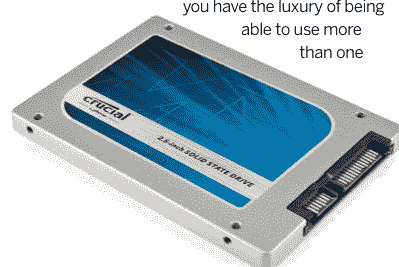 you have the luxury of being
able to use more
than one
crucial
2.5-inch SOLID STATE DRIVE